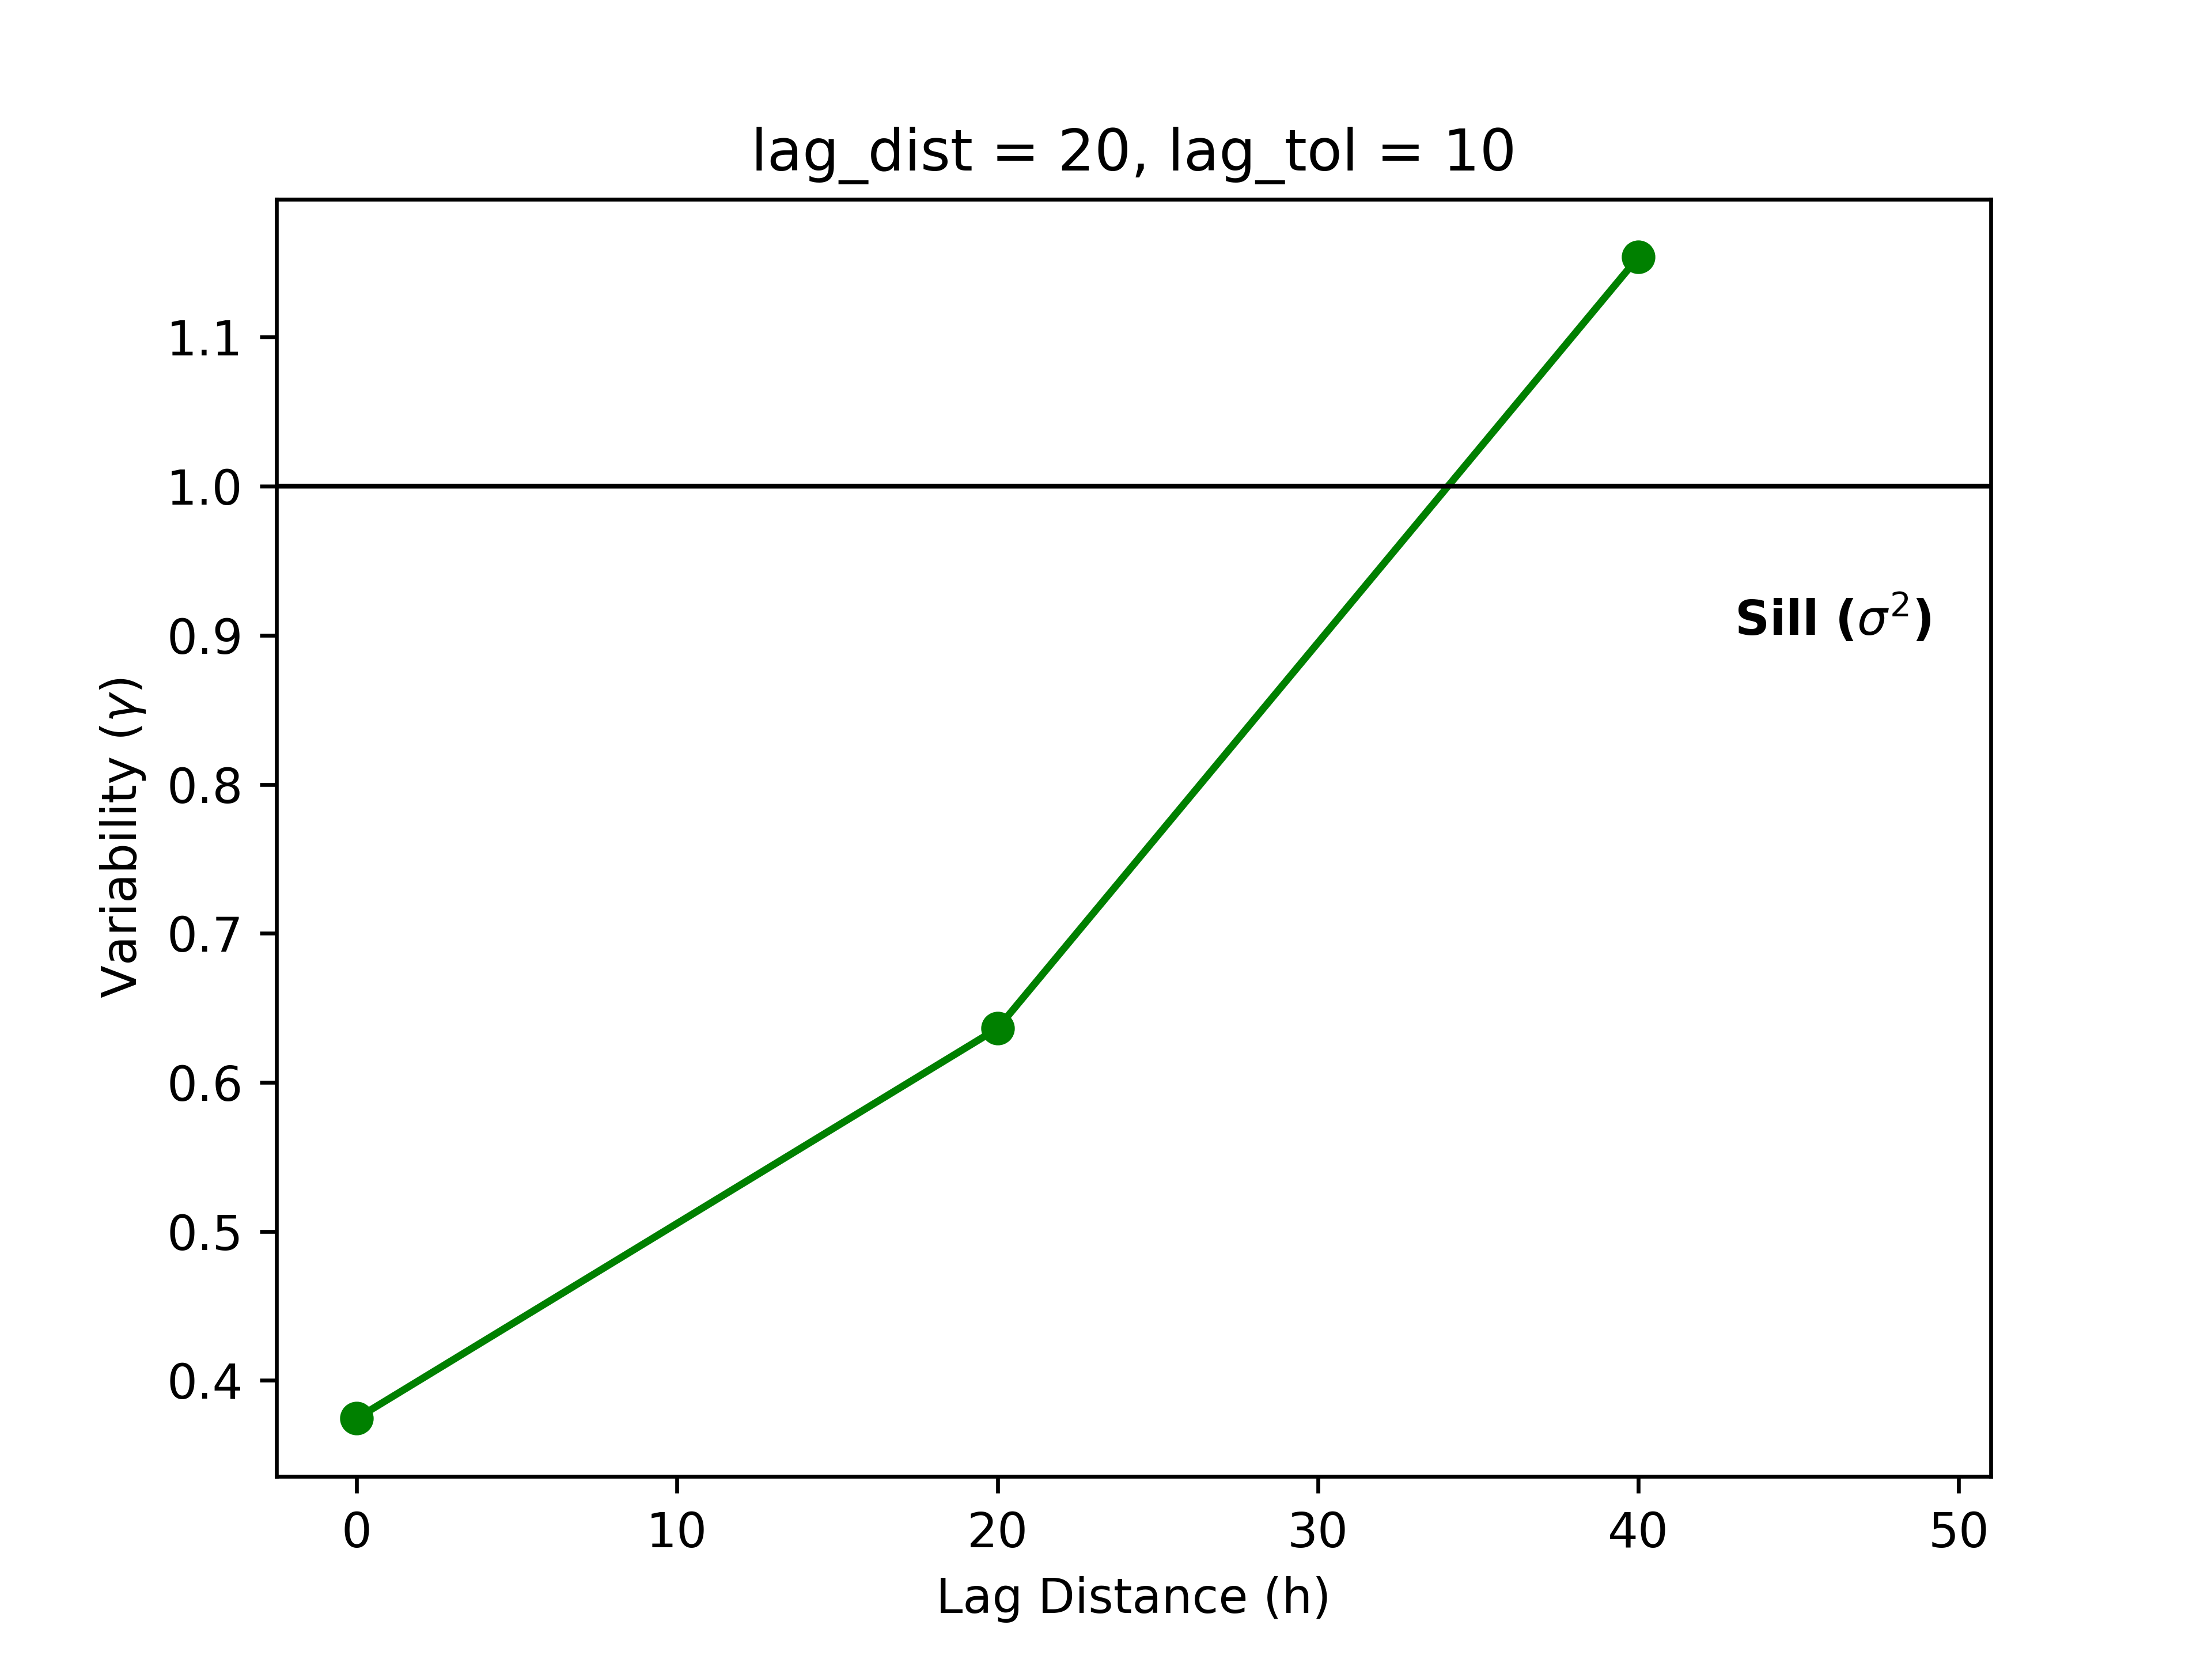 lag_dist = 20, lag_tol = 10
1.1
1.0
0.9
0.8
0.7
0.6
0.5
0.4
Variability (γ)
Sill (σ²)
0 10 20 30 40 50
Lag Distance (h)